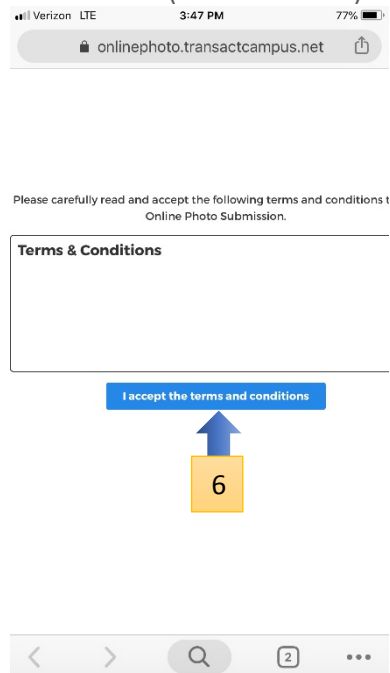 Verizon LTE 3:47 PM 77%
onlinephoto.transactcampus.net
Please carefully read and accept the following terms and conditions t
Online Photo Submission.
Terms & Conditions
I accept the terms and conditions
6
2